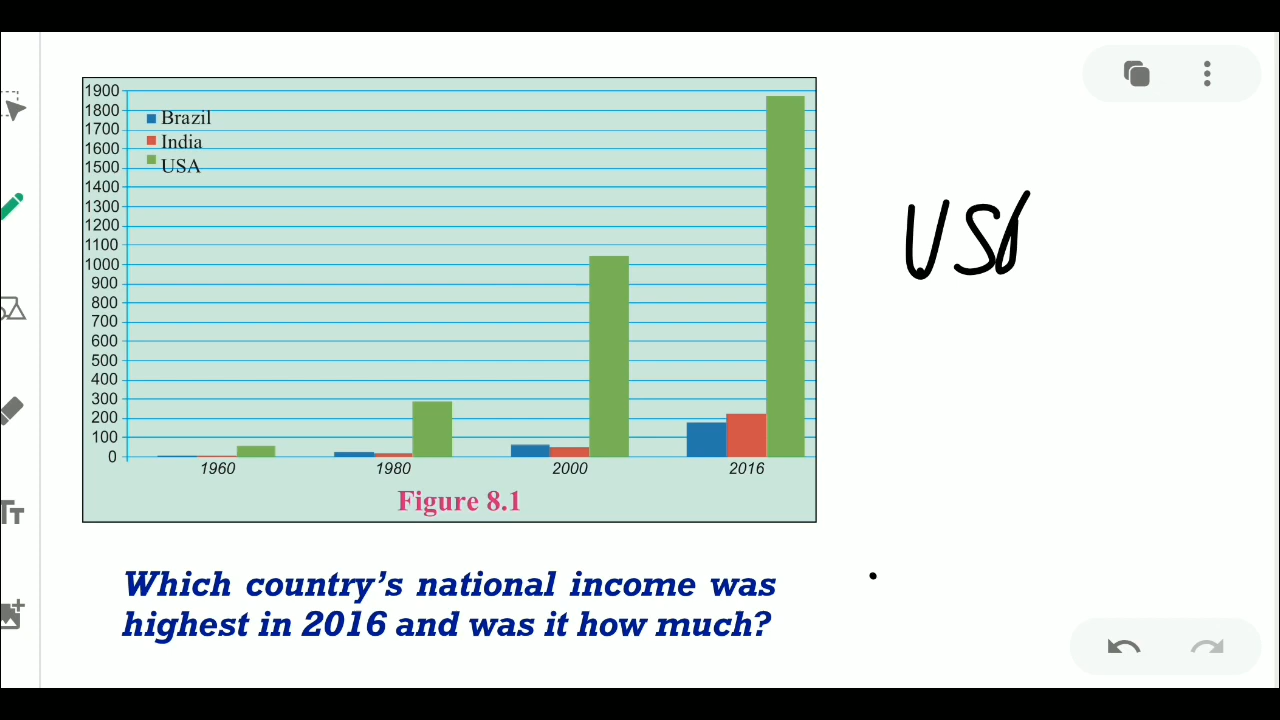 1900
1800
1700
1600
1500
1400
1300
1200
1100
1000
900
800
700
600
500
400
300
200
100
0
Brazil
India
USA
1960 1980 2000 2016
Figure 8.1
Which country’s national income was
highest in 2016 and was it how much?
US
Tт